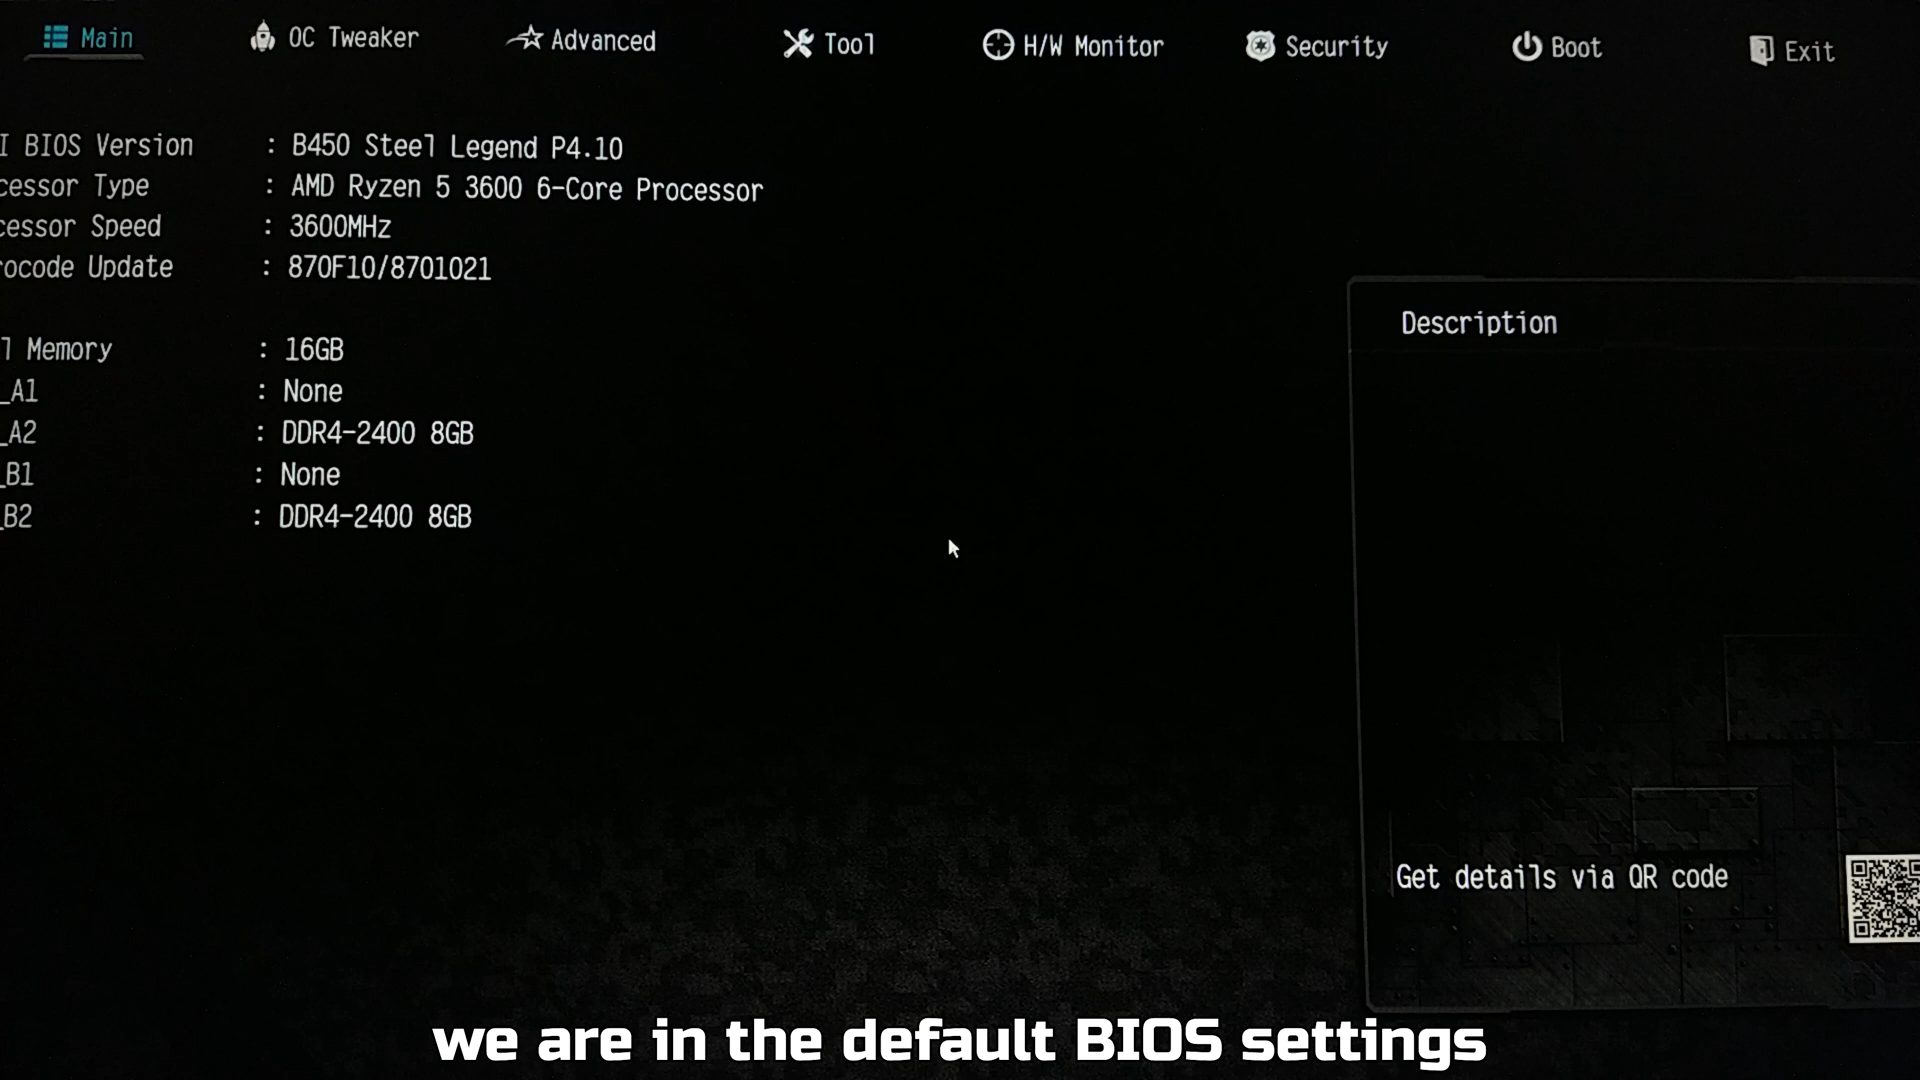 Main OC Tweaker Advanced Tool H/W Monitor Security Boot Exit
I BIOS Version : B450 Steel Legend P4.10
cessor Type : AMD Ryzen 5 3600 6-Core Processor
cessor Speed : 3600MHz
rocode Update : 870F10/8701021
l Memory : 16GB
_A1 : None
_A2 : DDR4-2400 8GB
_B1 : None
_B2 : DDR4-2400 8GB
Description
Get details via QR code
we are in the default BIOS settings